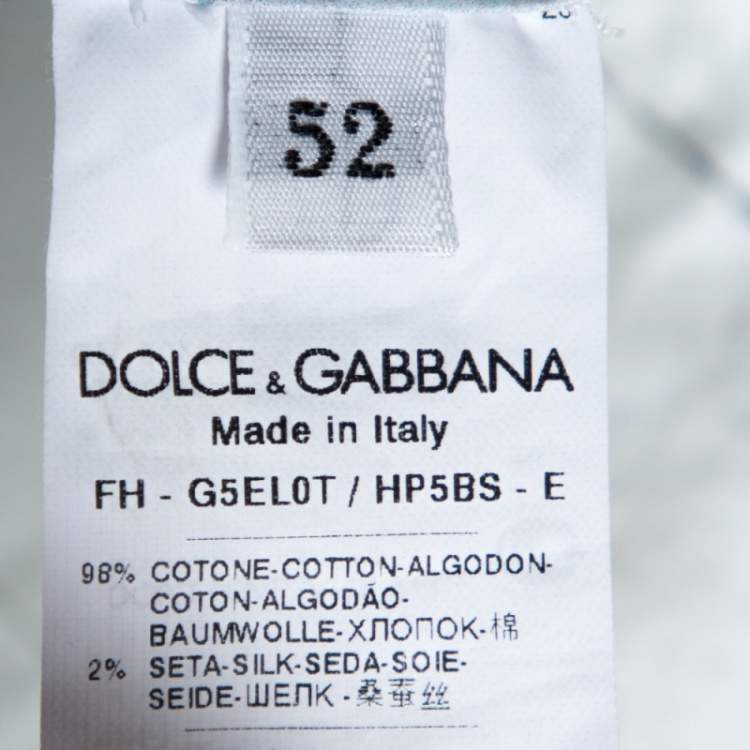 52
DOLCE & GABBANA
Made in Italy
FH - G5EL0T / HP5BS - E
98% COTONE-COTTON-ALGODON-
COTON-ALGODÃO-
BAUMWOLLE-ХЛОПОК-棉
2% SETA-SILK-SEDA-SOIE-
SEIDE-ШЕЛК -桑蚕丝